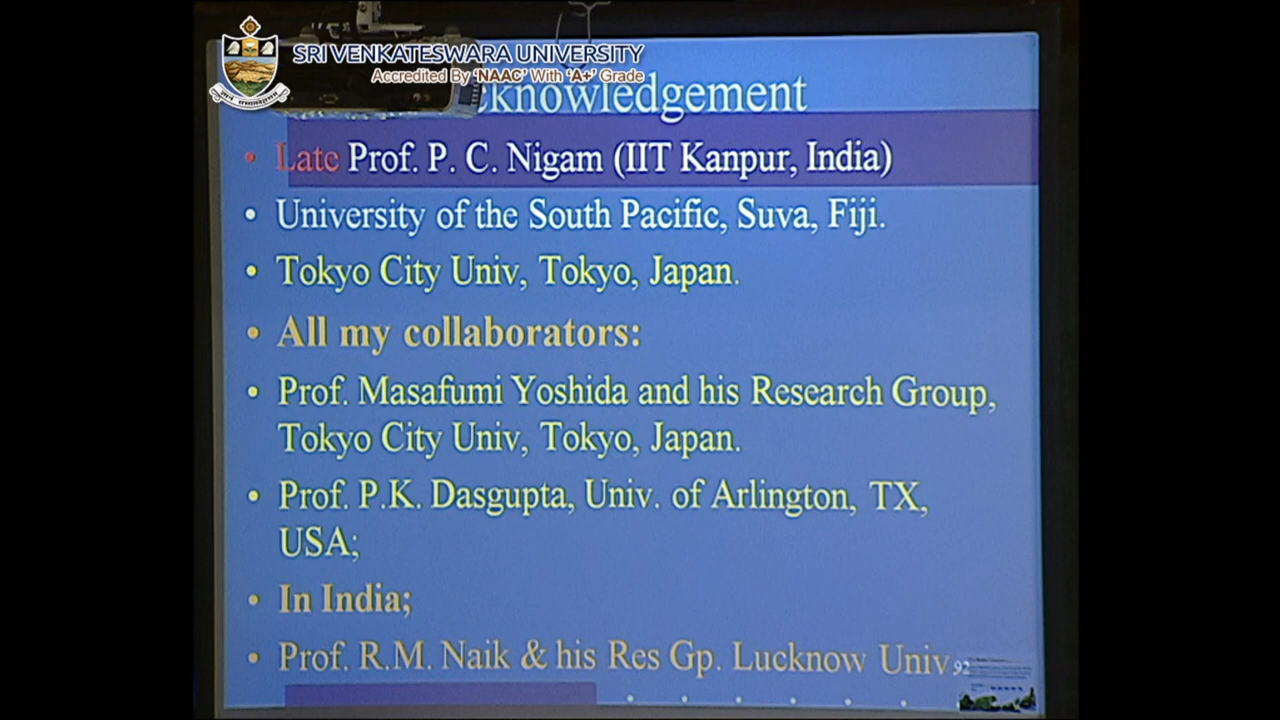 SRI VENKATESWARA UNIVERSITY
Accredited By 'NAAC' With 'A+' Grade
cknowledgement
• Late Prof. P. C. Nigam (IIT Kanpur, India)
• University of the South Pacific, Suva, Fiji.
• Tokyo City Univ, Tokyo, Japan.
• All my collaborators:
• Prof. Masafumi Yoshida and his Research Group,
Tokyo City Univ, Tokyo, Japan.
• Prof. P.K. Dasgupta, Univ. of Arlington, TX,
USA;
• In India;
• Prof. R.M. Naik & his Res Gp. Lucknow Univ
92